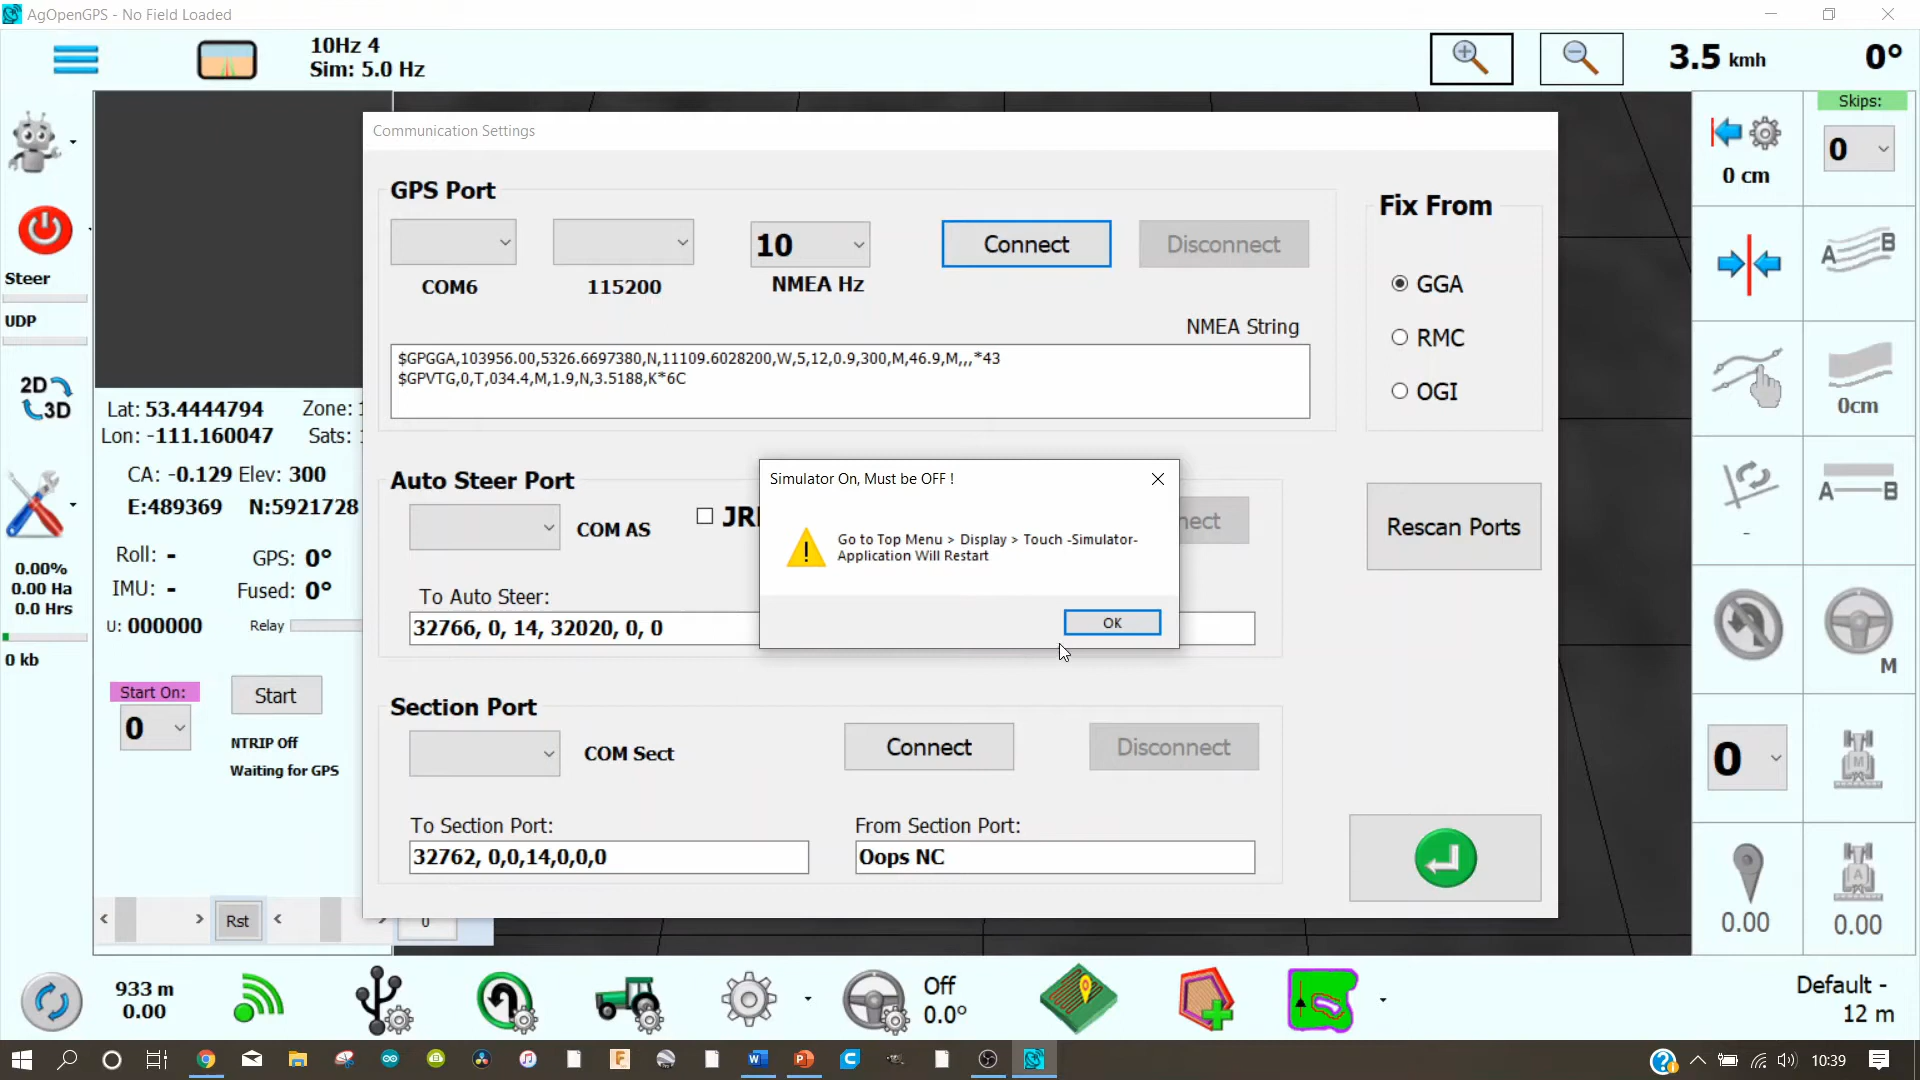 AgOpenGPS - No Field Loaded
10Hz 4
Sim: 5.0 Hz
3.5 kmh
0°
Steer
UDP
2D
3D
0.00%
0.00 Ha
0.0 Hrs
0 kb
Lat: 53.4444794 Zone:
Lon: -111.160047 Sats:
CA: -0.129 Elev: 300
E:489369 N:5921728
Roll: - GPS: 0°
IMU: - Fused: 0°
U: 000000 Relay
Start On:
0
Start
NTRIP Off
Waiting for GPS
< > Rst < >
0
Communication Settings
GPS Port
10
Connect
Disconnect
COM6
115200
NMEA Hz
NMEA String
$GPGGA,103956.00,5326.6697380,N,11109.6028200,W,5,12,0.9,300,M,46.9,M,,,*43
$GPVTG,0,T,034.4,M,1.9,N,3.5188,K*6C
Fix From
GGA
RMC
OGI
Auto Steer Port
COM AS
To Auto Steer:
32766, 0, 14, 32020, 0, 0
Rescan Ports
Simulator On, Must be OFF !
Go to Top Menu > Display > Touch -Simulator-
Application Will Restart
OK
Section Port
COM Sect
Connect
Disconnect
To Section Port:
32762, 0,0,14,0,0,0
From Section Port:
Oops NC
0 cm
Skips:
0
A B
0cm
-
A B
M
0
M
A
0.00
0.00
933 m
0.00
Off
0.0°
Default -
12 m
10:39